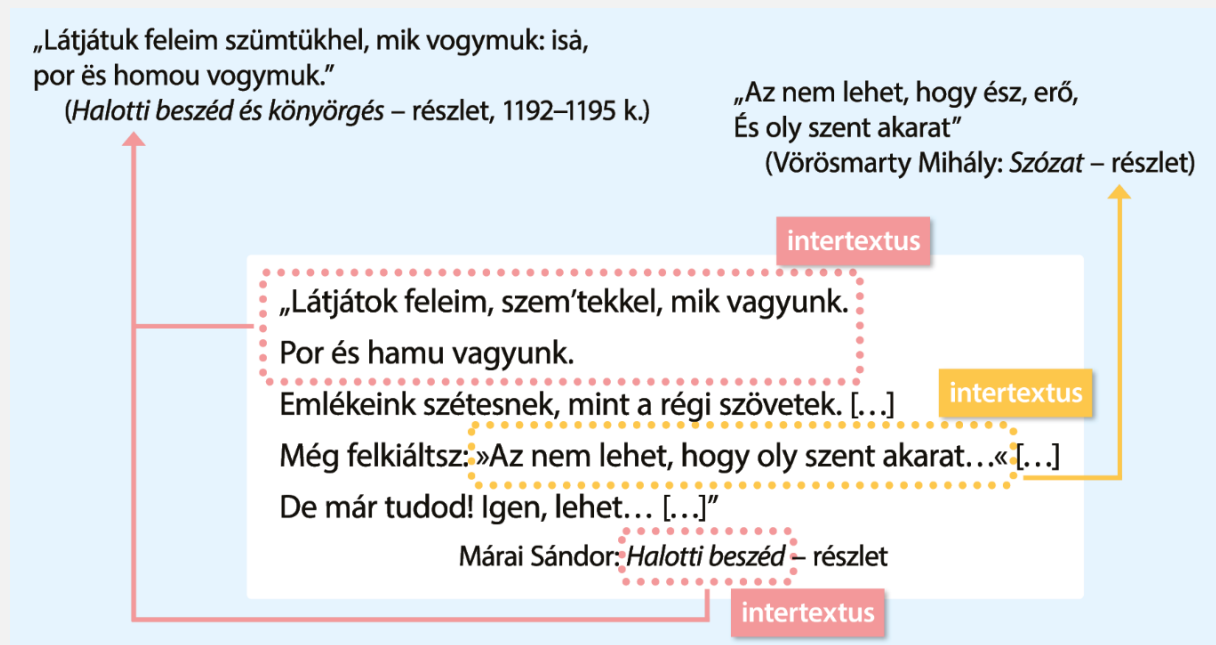 „Látjátuk feleim szümtükhel, mik vogymuk: isȧ,
por ës homou vogymuk.”
(Halotti beszéd és könyörgés – részlet, 1192–1195 k.)
„Az nem lehet, hogy ész, erő,
És oly szent akarat”
(Vörösmarty Mihály: Szózat – részlet)
intertextus
„Látjátok feleim, szem’tekkel, mik vagyunk.
Por és hamu vagyunk.
Emlékeink szétesnek, mint a régi szövetek. […]
intertextus
Még felkiáltsz: »Az nem lehet, hogy oly szent akarat…« […]
De már tudod! Igen, lehet… […]”
Márai Sándor: Halotti beszéd – részlet
intertextus